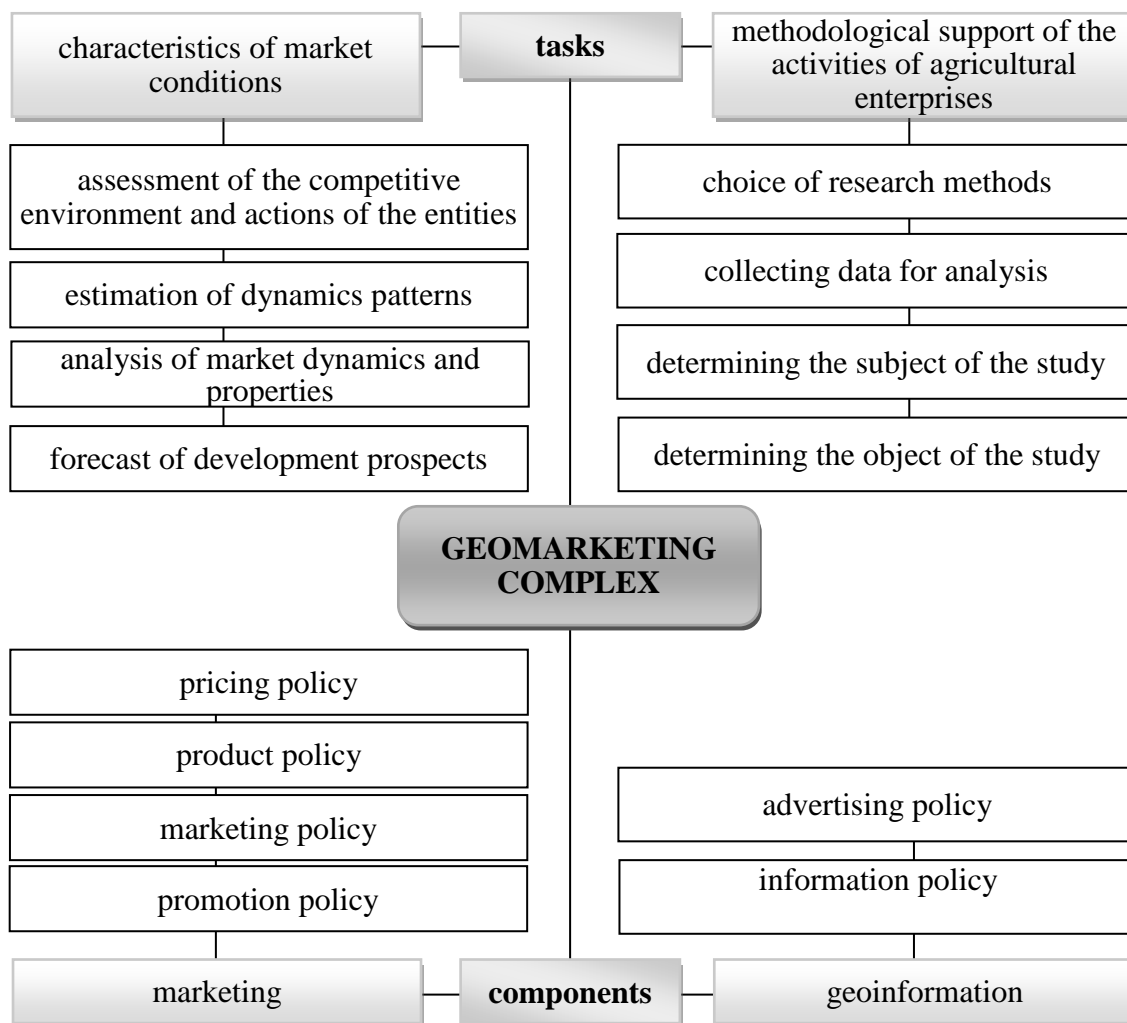 characteristics of market
conditions
tasks
methodological support of the
activities of agricultural
enterprises
assessment of the competitive
environment and actions of the entities
estimation of dynamics patterns
analysis of market dynamics and
properties
forecast of development prospects
choice of research methods
collecting data for analysis
determining the subject of the study
determining the object of the study
GEOMARKETING
COMPLEX
pricing policy
product policy
marketing policy
promotion policy
advertising policy
information policy
marketing
components
geoinformation